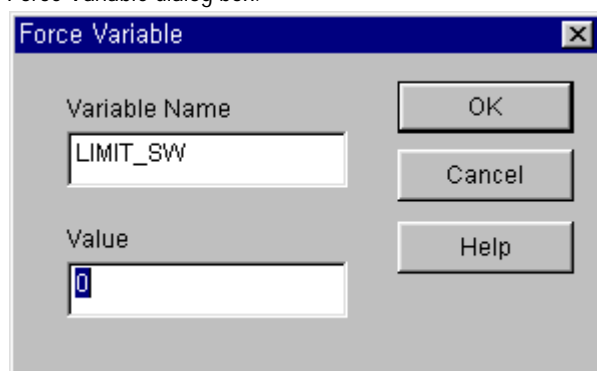 Force Variable dialog box.
Force Variable
Variable Name
LIMIT_SW
OK
Cancel
Value
0
Help